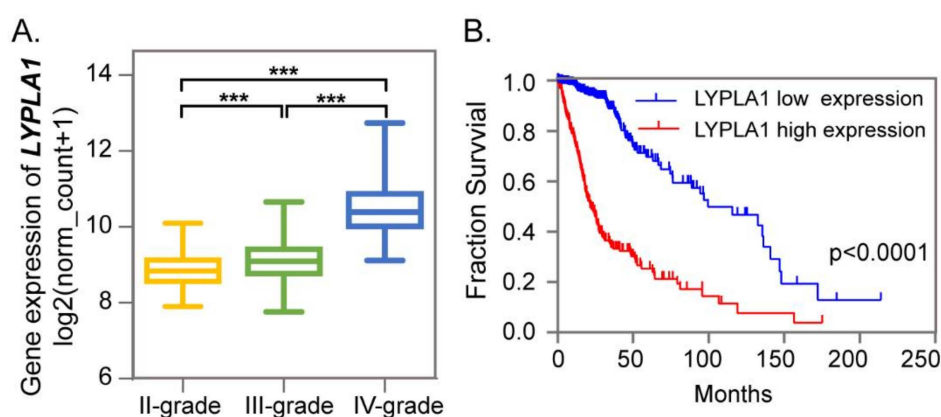 A.
Gene expression of LYPLA1
log2(norm_count+1)
14
12
10
8
6
***
***
***
II-grade
III-grade
IV-grade
B.
Fraction Survial
1.0
0.8
0.6
0.4
0.2
0.0
LYPLA1 low expression
LYPLA1 high expression
p<0.0001
0
50
100
150
200
250
Months